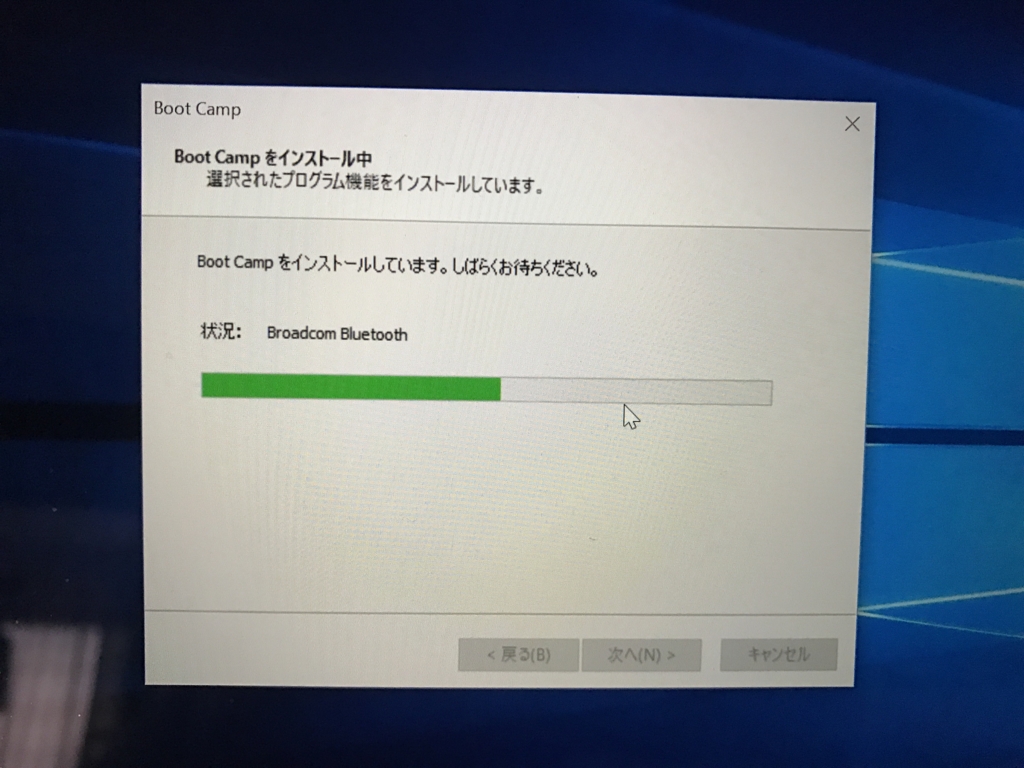 Boot Camp
Boot Camp をインストール中
選択されたプログラム機能をインストールしています。
Boot Camp をインストールしています。しばらくお待ちください。
状況: Broadcom Bluetooth
< 戻る(B) 次へ(N) > キャンセル